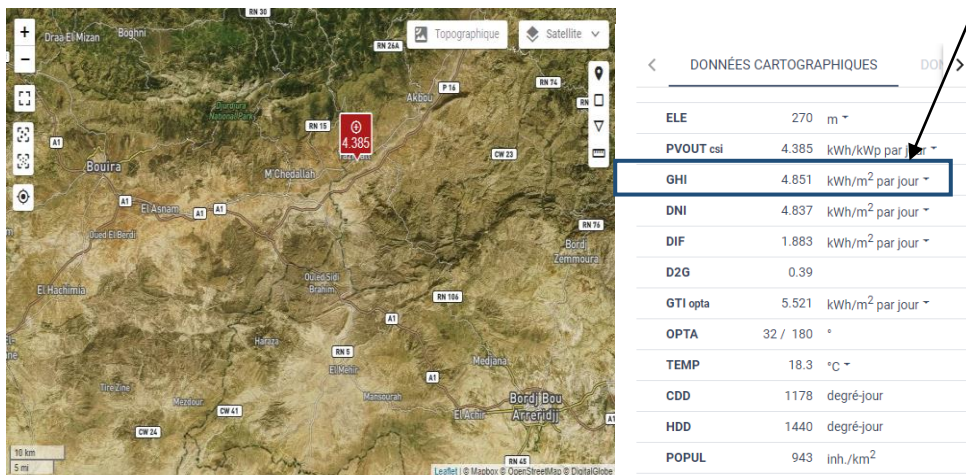 RN 30
+
Draa El Mizan
Boghni
RN 26A
Topographique
Satellite
−
P 16
RN 74
Akbou
RN
Djurdjura
National Park
RN 15
4.385
A1
CW 23
Bouira
M'Chedallah
A1
El Asnam
A1
A1
RN 76
Oued El Berdi
Bordj
Zemmoura
Ouled Sidi
Brahim
El Hachimia
RN 106
A1
Haraza
RN 5
El Mehir
Medjana
A1
Tire Zine
Mansourah
Mezdour
Bordj Bou
Arreridj
CW 41
El Achir
A1
CW 24
10 km
5 mi
RN 45
Leaflet | © Mapbox © OpenStreetMap © DigitalGlobe
DONNÉES CARTOGRAPHIQUES
ELE 270 m
PVOUT csi 4.385 kWh/kWp par jour
GHI 4.851 kWh/m² par jour
DNI 4.837 kWh/m² par jour
DIF 1.883 kWh/m² par jour
D2G 0.39
GTI opta 5.521 kWh/m² par jour
OPTA 32 / 180 °
TEMP 18.3 °C
CDD 1178 degré-jour
HDD 1440 degré-jour
POPUL 943 inh./km²